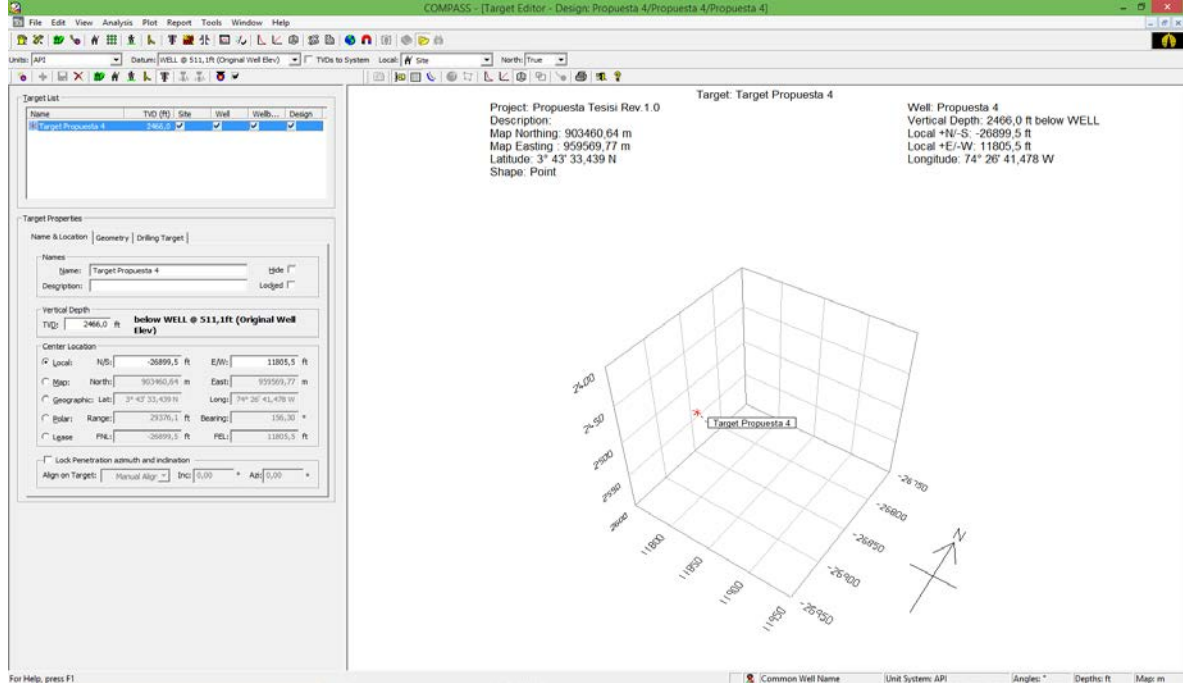 COMPASS - [Target Editor - Design: Propuesta 4/Propuesta 4/Propuesta 4]
File Edit View Analysis Plot Report Tools Window Help
Units: API Datum: WELL @ 511,1ft (Original Well Elev) TVDs to System Local: Site North: True
Target List
Name TVD (ft) Site Well Wellb... Design
Target Propuesta 4 2466,0
Target Properties
Name & Location Geometry Drilling Target
Names
Name: Target Propuesta 4 Hide
Description: Locked
Vertical Depth
TVD: 2466,0 ft below WELL @ 511,1ft (Original Well
Elev)
Center Location
Local: N/S: -26899,5 ft E/W: 11805,5 ft
Map: North: 903460,64 m East: 959569,77 m
Geographic: Lat: 3° 43' 33,439 N Long: 74° 26' 41,478 W
Polar: Range: 29376,1 ft Bearing: 156,30 °
Lease FNL: -26899,5 ft FEL: 11805,5 ft
Lock Penetration azimuth and inclination
Align on Target: Manual Align Inc: 0,00 ° Azi: 0,00 °
Target: Target Propuesta 4
Project: Propuesta Tesisi Rev.1.0
Description:
Map Northing: 903460,64 m
Map Easting : 959569,77 m
Latitude: 3° 43' 33,439 N
Shape: Point
Well: Propuesta 4
Vertical Depth: 2466,0 ft below WELL
Local +N/-S: -26899,5 ft
Local +E/-W: 11805,5 ft
Longitude: 74° 26' 41,478 W
2400
2450
2500
2550
2600
Target Propuesta 4
11800
11850
11900
11950
-26750
-26800
-26850
-26900
-26950
N
For Help, press F1
Common Well Name Unit System: API Angles: ° Depths: ft Map: m